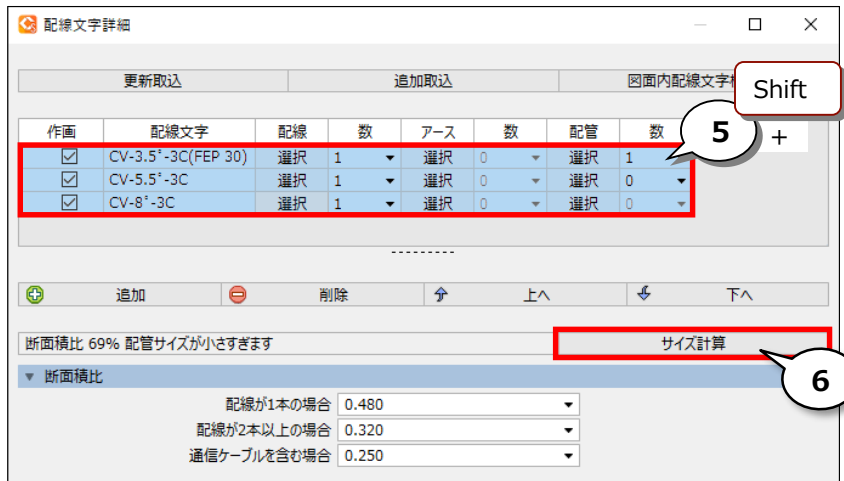 配線文字詳細
更新取込 追加取込 図面内配線文字
Shift
5 +
作画 配線文字 配線 数 アース 数 配管 数
CV-3.5°-3C(FEP 30) 選択 1 選択 0 選択 1
CV-5.5°-3C 選択 1 選択 0 選択 0
CV-8°-3C 選択 1 選択 0 選択 0
追加 削除 上へ 下へ
断面積比 69% 配管サイズが小さすぎます サイズ計算
6
断面積比
配線が1本の場合 0.480
配線が2本以上の場合 0.320
通信ケーブルを含む場合 0.250